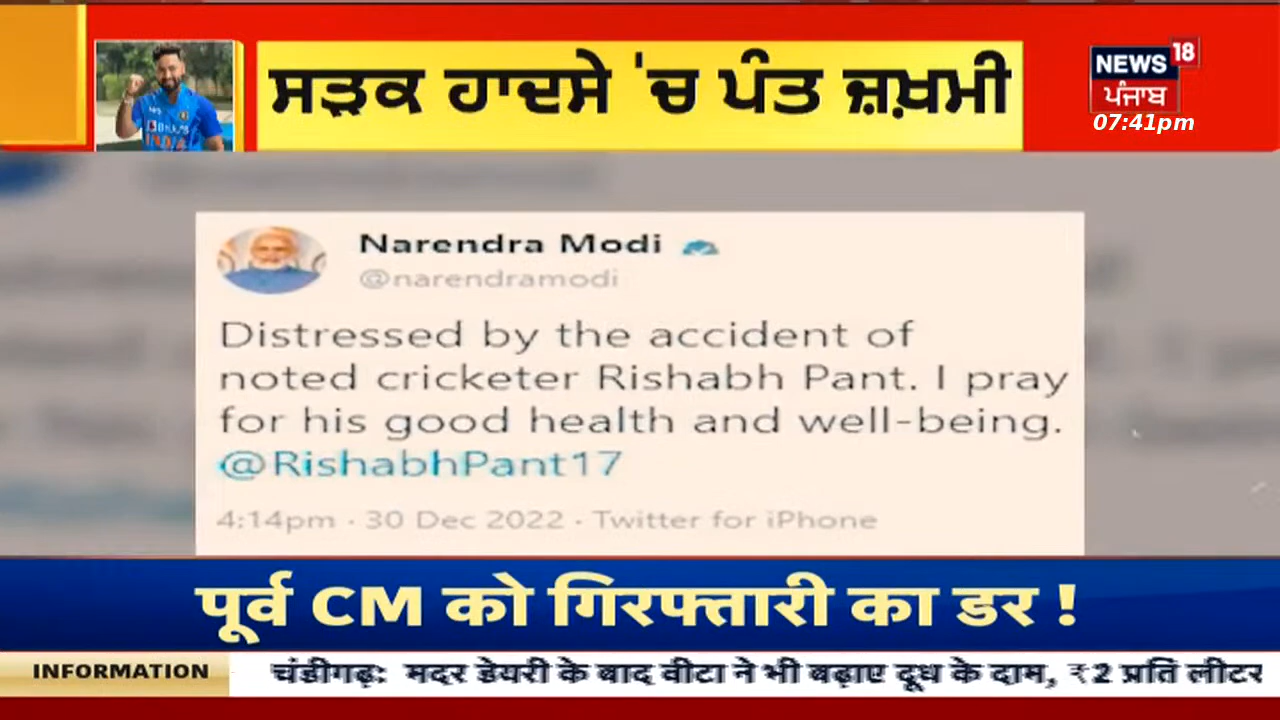 ਸੜਕ ਹਾਦਸੇ 'ਚ ਪੰਤ ਜ਼ਖ਼ਮੀ
NEWS 18
ਪੰਜਾਬ
07:41pm
Narendra Modi
@narendramodi
Distressed by the accident of
noted cricketer Rishabh Pant. I pray
for his good health and well-being.
@RishabhPant17
4:14pm · 30 Dec 2022 · Twitter for iPhone
पूर्व CM को गिरफ्तारी का डर !
INFORMATION चंडीगढ़: मदर डेयरी के बाद वीटा ने भी बढ़ाए दूध के दाम, ₹2 प्रति लीटर